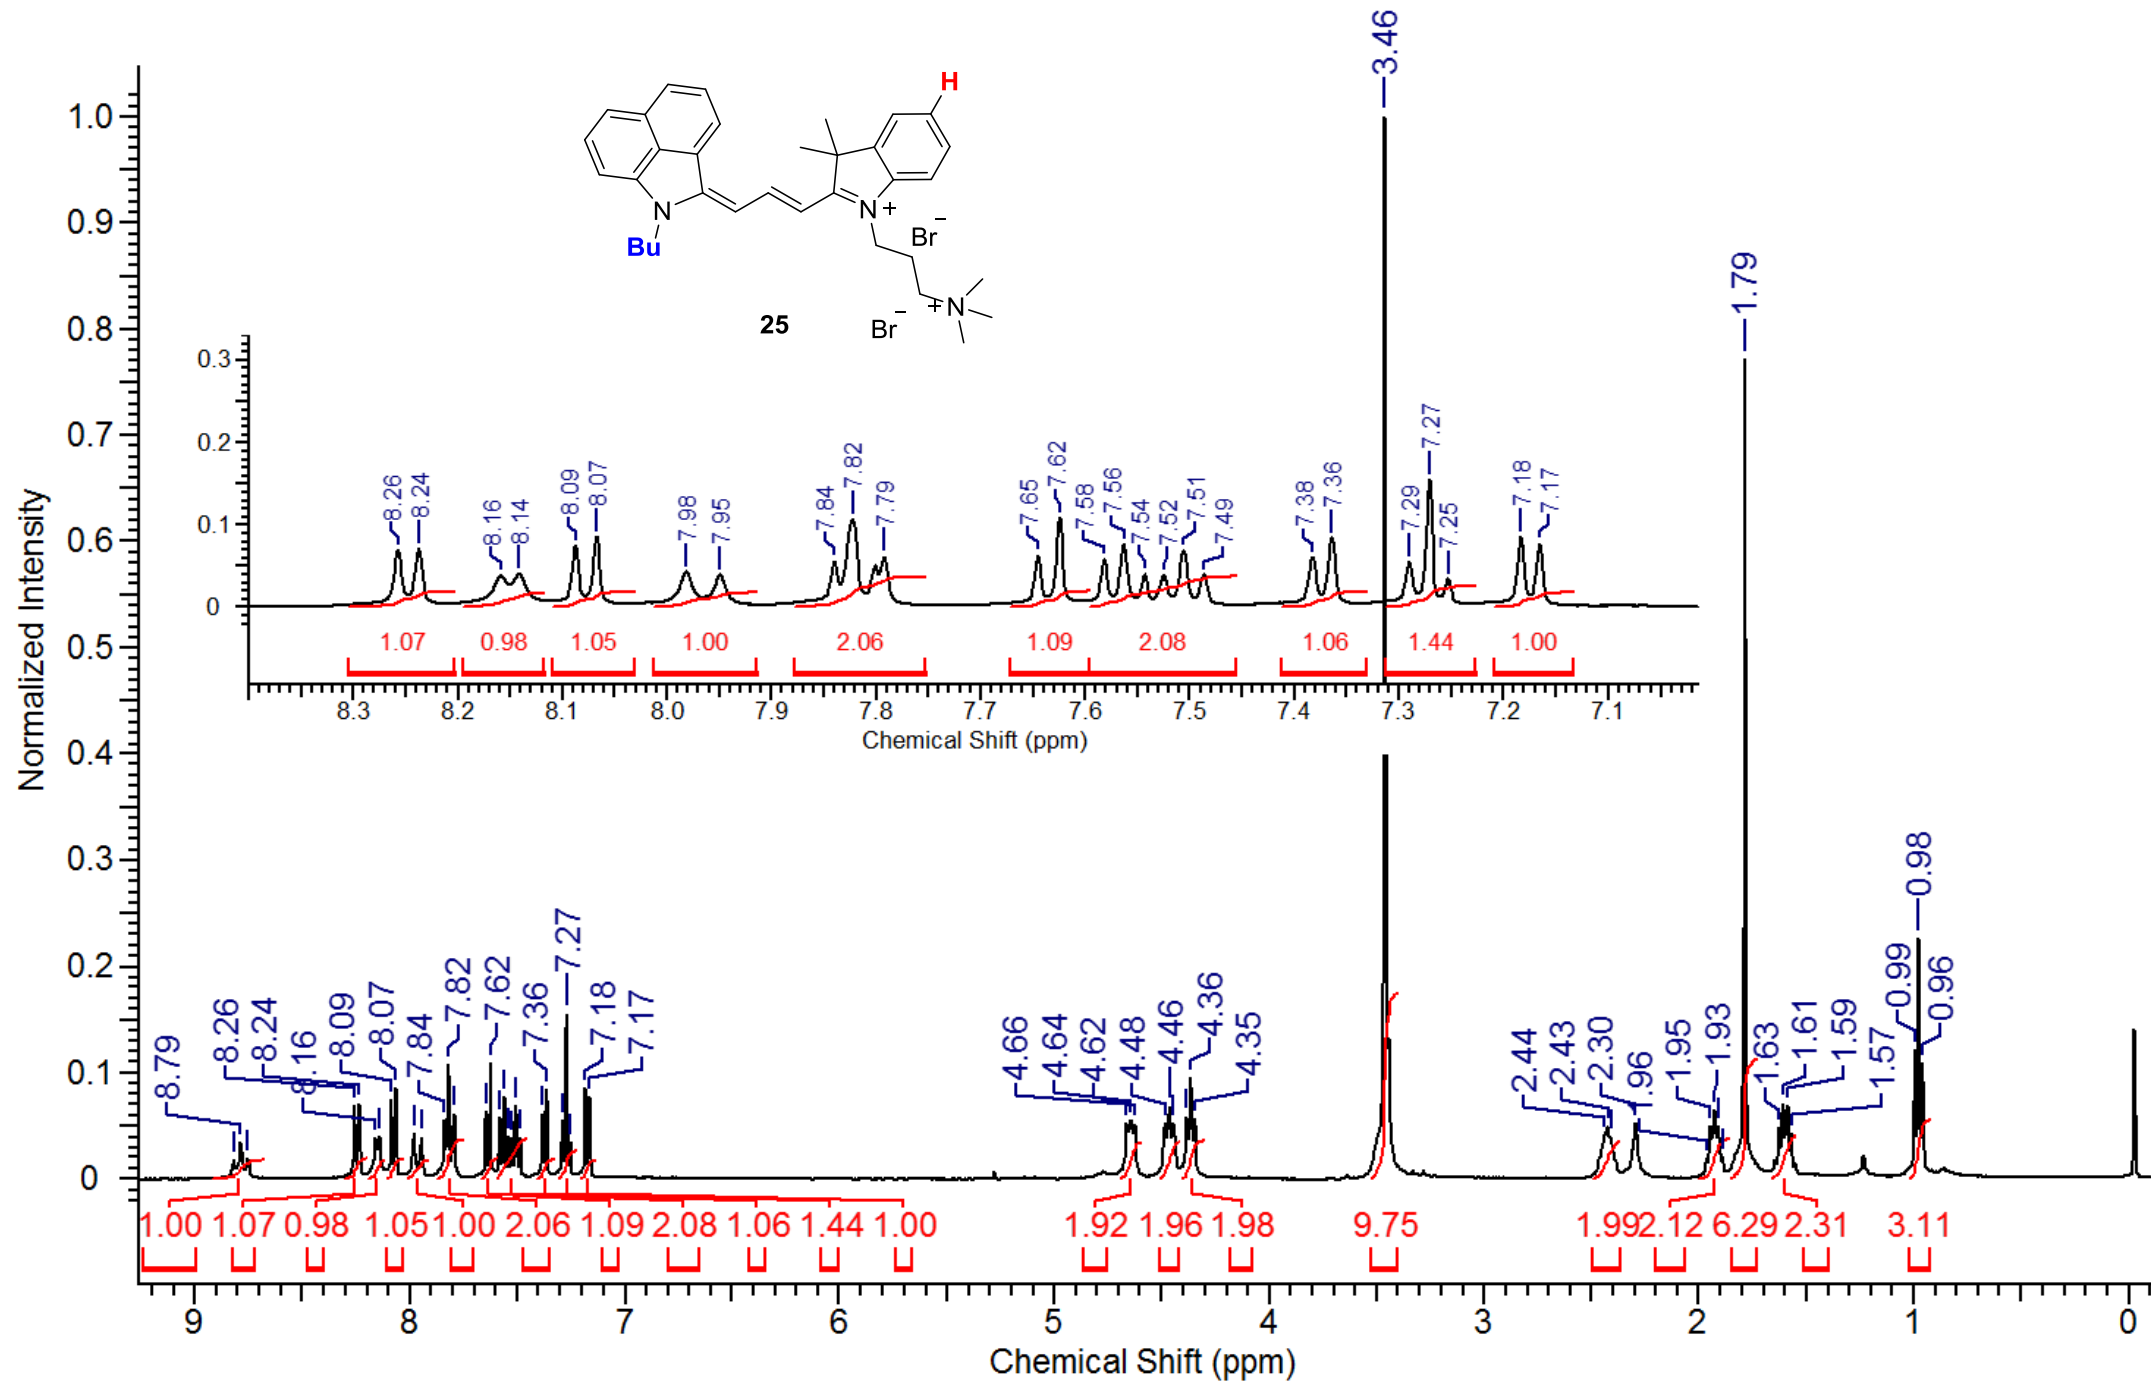 3.46
H
N
Bu
N
+
Br
−
+
N
Br
−
25
1.79
Normalized Intensity
1.0
0.9
0.8
0.7
0.6
0.5
0.4
0.3
0.2
0.1
0
0.3
0.2
0.1
0
8.26 8.24 8.16 8.14 8.09 8.07 7.98 7.95 7.84 7.82 7.79 7.65 7.62 7.58 7.56 7.54 7.52 7.51 7.49 7.38 7.36 7.29 7.27 7.25 7.18 7.17
1.07 0.98 1.05 1.00 2.06 1.09 2.08 1.06 1.44 1.00
8.3 8.2 8.1 8.0 7.9 7.8 7.7 7.6 7.5 7.4 7.3 7.2 7.1
Chemical Shift (ppm)
8.79 8.26 8.24 8.16 8.09 8.07 7.84 7.82 7.62 7.36 7.27 7.18 7.17 4.66 4.64 4.62 4.48 4.46 4.36 4.35 2.44 2.43 2.30 1.96 1.95 1.93 1.63 1.61 1.59 1.57 0.99 0.98 0.96
1.00 1.07 0.98 1.05 1.00 2.06 1.09 2.08 1.06 1.44 1.00 1.92 1.96 1.98 9.75 1.99 2.12 6.29 2.31 3.11
9 8 7 6 5 4 3 2 1 0
Chemical Shift (ppm)